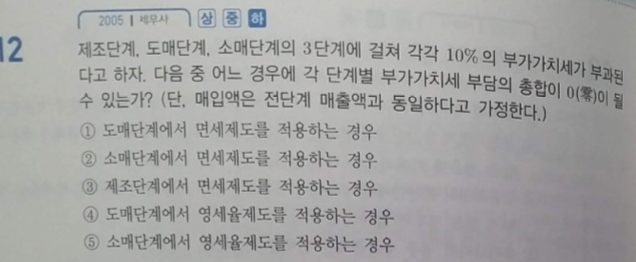 2005 | 세무사 상 중 하
12 제조단계, 도매단계, 소매단계의 3단계에 걸쳐 각각 10%의 부가가치세가 부과된
다고 하자. 다음 중 어느 경우에 각 단계별 부가가치세 부담의 총합이 0(零)이 될
수 있는가? (단, 매입액은 전단계 매출액과 동일하다고 가정한다.)
① 도매단계에서 면세제도를 적용하는 경우
② 소매단계에서 면세제도를 적용하는 경우
③ 제조단계에서 면세제도를 적용하는 경우
④ 도매단계에서 영세율제도를 적용하는 경우
⑤ 소매단계에서 영세율제도를 적용하는 경우